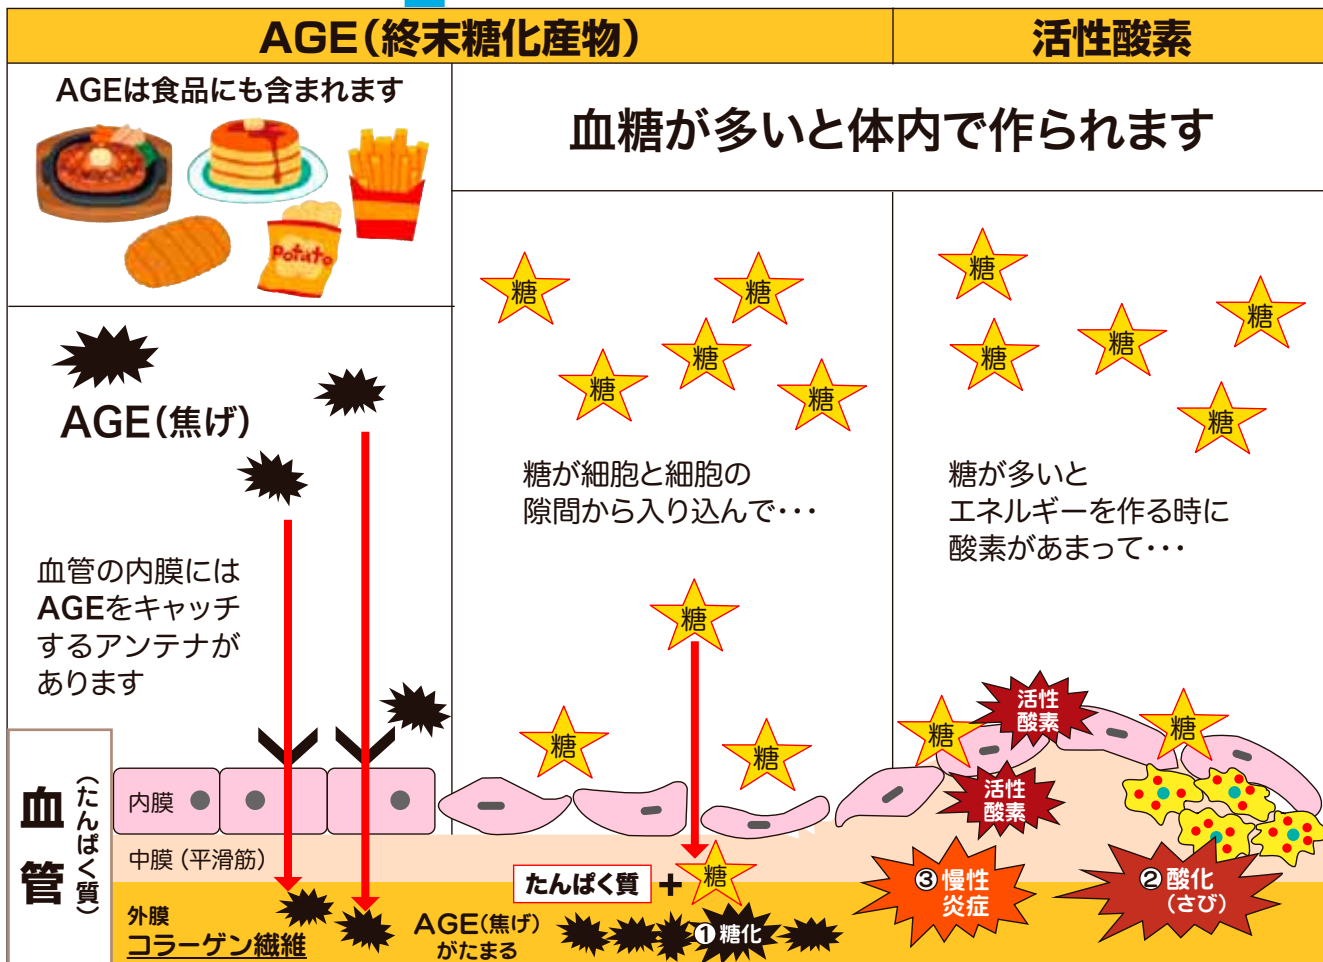 AGE（終末糖化産物）
活性酸素
AGEは食品にも含まれます
Potato
血糖が多いと体内で作られます
AGE（焦げ）
血管の内膜には
AGEをキャッチ
するアンテナが
あります
糖
糖
糖
糖
糖
糖が細胞と細胞の
隙間から入り込んで・・・
糖
糖
糖
糖
糖
糖
糖
糖
糖が多いと
エネルギーを作る時に
酸素があまって・・・
糖
活性
酸素
糖
活性
酸素
血管
（たんぱく質）
内膜
中膜（平滑筋）
外膜
コラーゲン繊維
たんぱく質
+
糖
AGE（焦げ）
がたまる
①糖化
③慢性
炎症
②酸化
（さび）